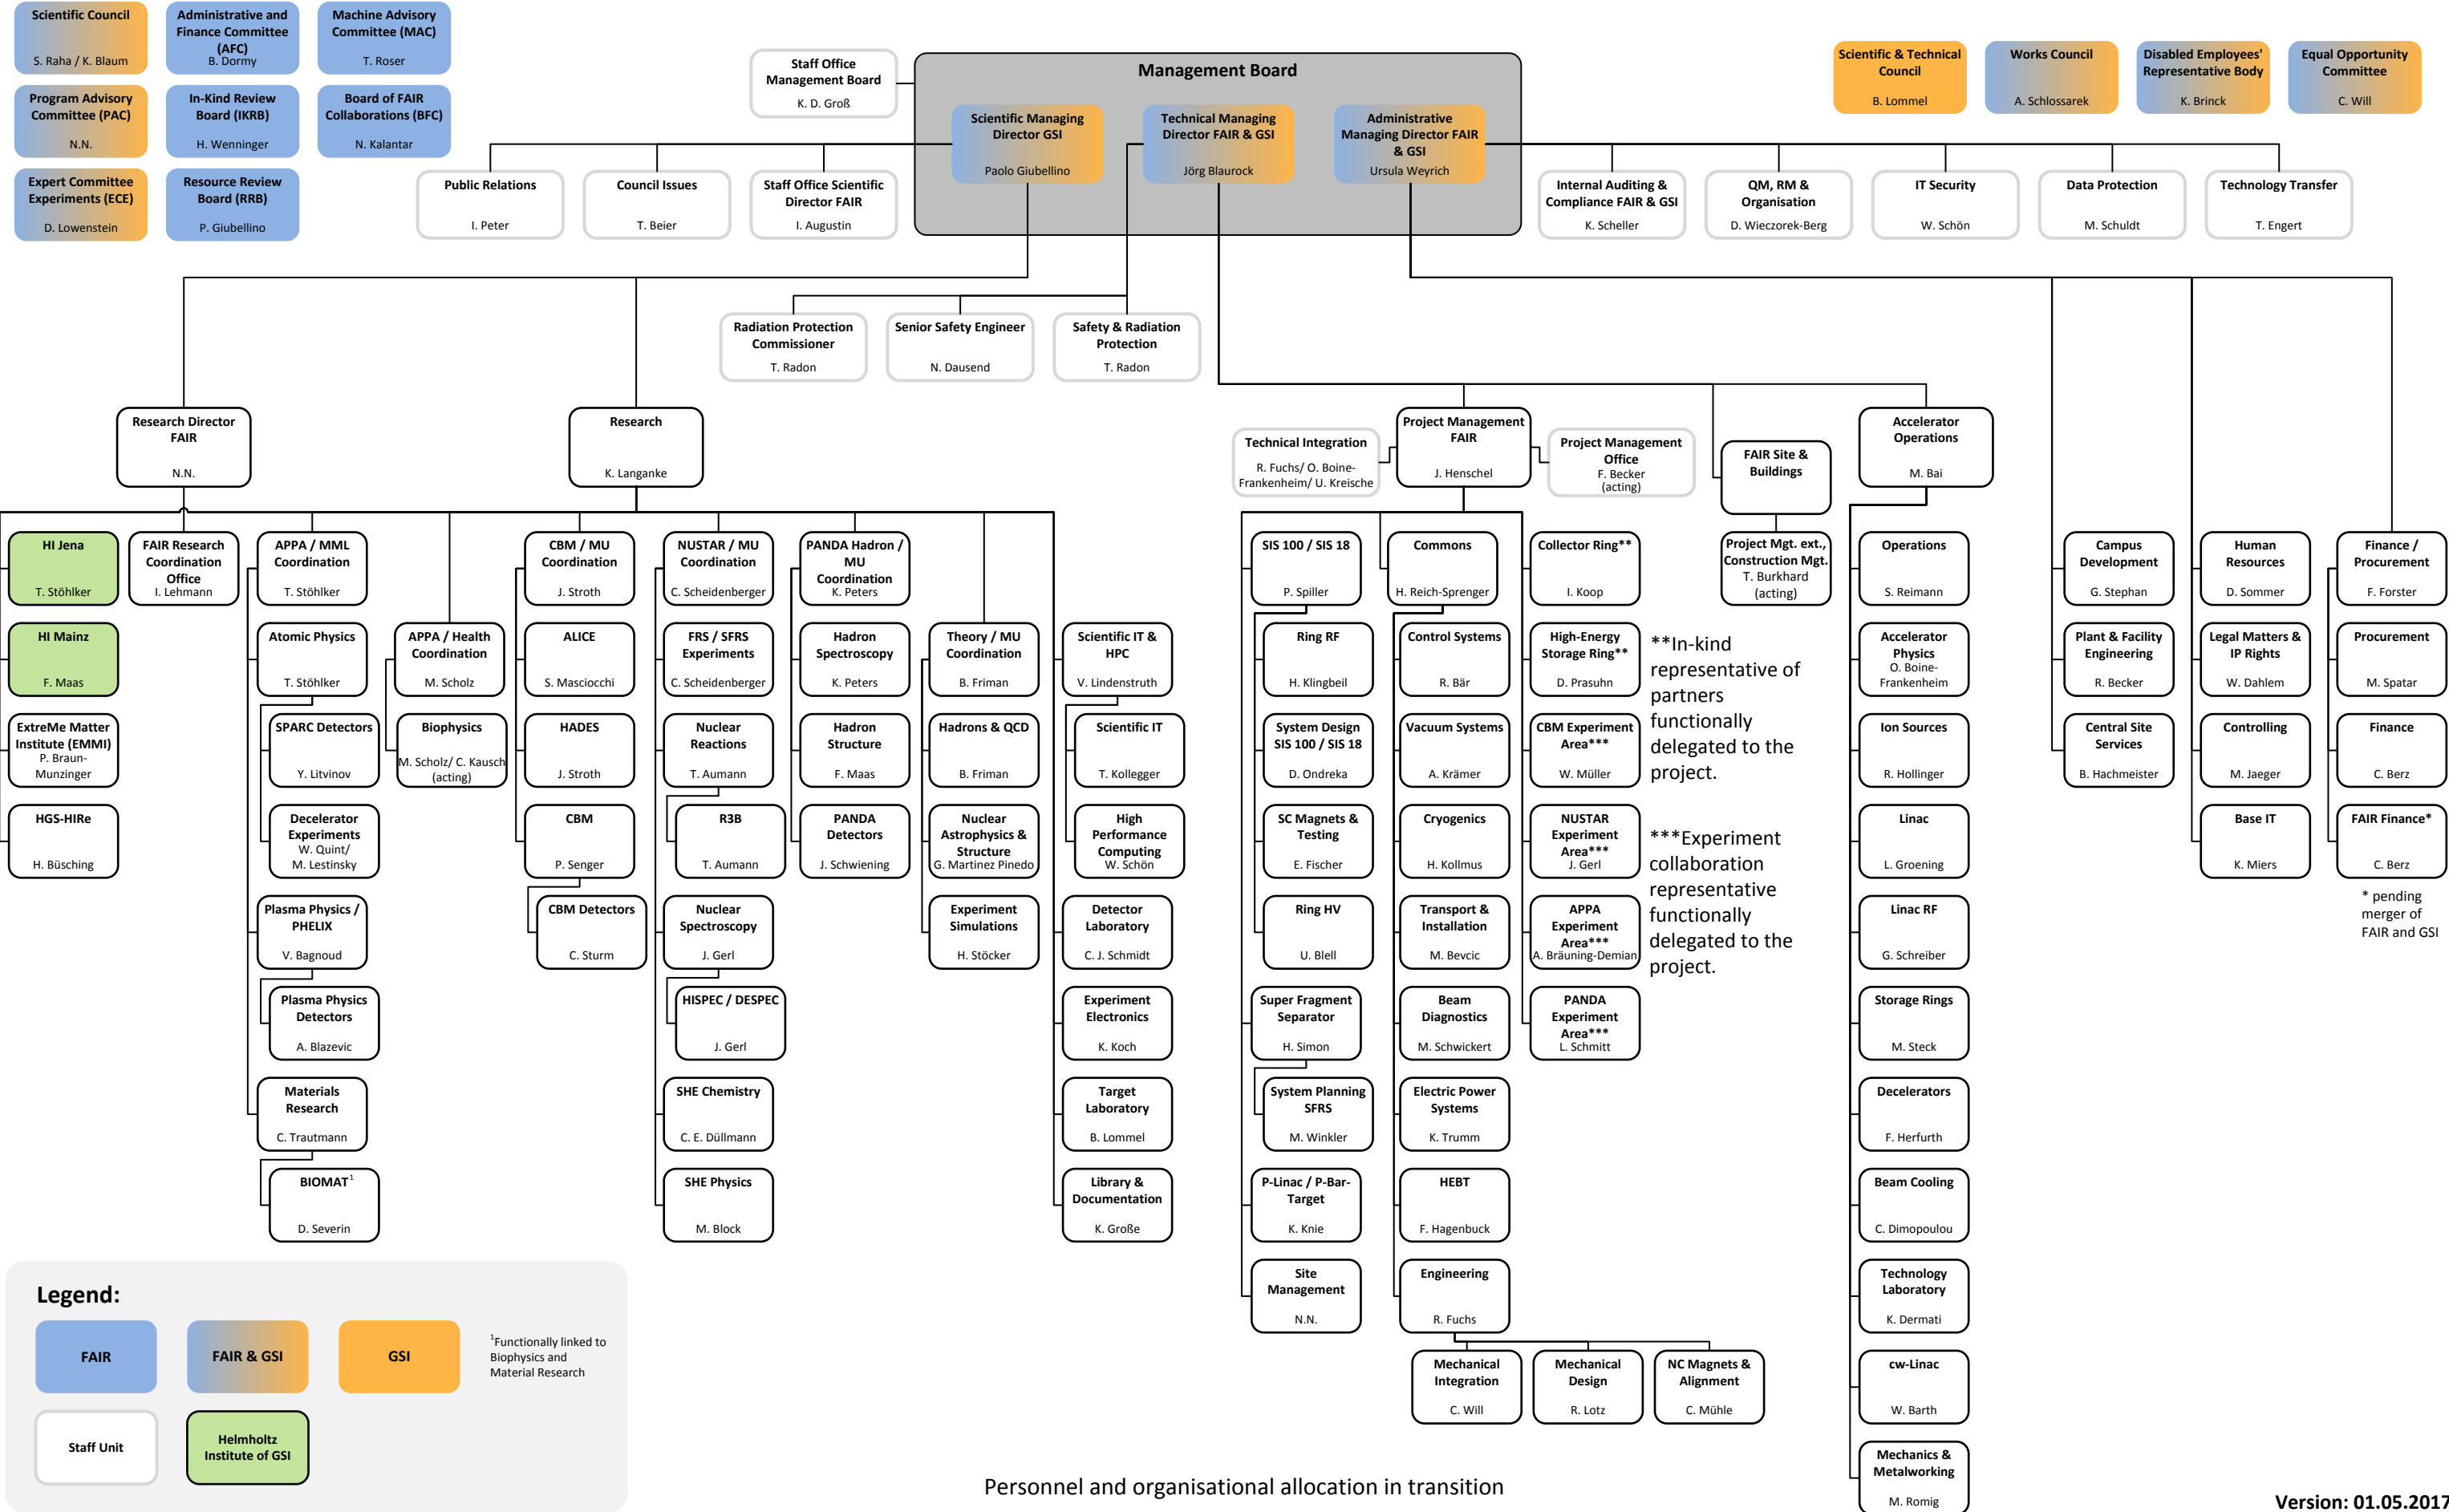 Scientific Council
S. Raha / K. Blaum
Administrative and
Finance Committee
(AFC)
B. Dormy
Machine Advisory
Committee (MAC)
T. Roser
Program Advisory
Committee (PAC)
N.N.
In-Kind Review
Board (IKRB)
H. Wenninger
Board of FAIR
Collaborations (BFC)
N. Kalantar
Expert Committee
Experiments (ECE)
D. Lowenstein
Resource Review
Board (RRB)
P. Giubellino
Staff Office
Management Board
K. D. Groß
Management Board
Scientific Managing
Director GSI
Paolo Giubellino
Technical Managing
Director FAIR & GSI
Jörg Blaurock
Administrative
Managing Director FAIR
& GSI
Ursula Weyrich
Scientific & Technical
Council
B. Lommel
Works Council
A. Schlossarek
Disabled Employees'
Representative Body
K. Brinck
Equal Opportunity
Committee
C. Will
Public Relations
I. Peter
Council Issues
T. Beier
Staff Office Scientific
Director FAIR
I. Augustin
Internal Auditing &
Compliance FAIR & GSI
K. Scheller
QM, RM &
Organisation
D. Wieczorek-Berg
IT Security
W. Schön
Data Protection
M. Schuldt
Technology Transfer
T. Engert
Radiation Protection
Commissioner
T. Radon
Senior Safety Engineer
N. Dausend
Safety & Radiation
Protection
T. Radon
Research Director
FAIR
N.N.
Research
K. Langanke
Technical Integration
R. Fuchs/ O. Boine-
Frankenheim/ U. Kreische
Project Management
FAIR
J. Henschel
Project Management
Office
F. Becker
(acting)
FAIR Site &
Buildings
Accelerator
Operations
M. Bai
HI Jena
T. Stöhlker
HI Mainz
F. Maas
ExtreMe Matter
Institute (EMMI)
P. Braun-
Munzinger
HGS-HIRe
H. Büsching
FAIR Research
Coordination
Office
I. Lehmann
APPA / MML
Coordination
T. Stöhlker
Atomic Physics
T. Stöhlker
SPARC Detectors
Y. Litvinov
Decelerator
Experiments
W. Quint/
M. Lestinsky
Plasma Physics /
PHELIX
V. Bagnoud
Plasma Physics
Detectors
A. Blazevic
Materials
Research
C. Trautmann
BIOMAT1
D. Severin
APPA / Health
Coordination
M. Scholz
Biophysics
M. Scholz/ C. Kausch
(acting)
CBM / MU
Coordination
J. Stroth
ALICE
S. Masciocchi
HADES
J. Stroth
CBM
P. Senger
CBM Detectors
C. Sturm
NUSTAR / MU
Coordination
C. Scheidenberger
FRS / SFRS
Experiments
C. Scheidenberger
Nuclear
Reactions
T. Aumann
R3B
T. Aumann
Nuclear
Spectroscopy
J. Gerl
HISPEC / DESPEC
J. Gerl
SHE Chemistry
C. E. Düllmann
SHE Physics
M. Block
PANDA Hadron /
MU
Coordination
K. Peters
Hadron
Spectroscopy
K. Peters
Hadron
Structure
F. Maas
PANDA
Detectors
J. Schwiening
Theory / MU
Coordination
B. Friman
Hadrons & QCD
B. Friman
Nuclear
Astrophysics &
Structure
G. Martinez Pinedo
Experiment
Simulations
H. Stöcker
Scientific IT &
HPC
V. Lindenstruth
Scientific IT
T. Kollegger
High
Performance
Computing
W. Schön
Detector
Laboratory
C. J. Schmidt
Experiment
Electronics
K. Koch
Target
Laboratory
B. Lommel
Library &
Documentation
K. Große
SIS 100 / SIS 18
P. Spiller
Ring RF
H. Klingbeil
System Design
SIS 100 / SIS 18
D. Ondreka
SC Magnets &
Testing
E. Fischer
Ring HV
U. Blell
Super Fragment
Separator
H. Simon
System Planning
SFRS
M. Winkler
P-Linac / P-Bar-
Target
K. Knie
Site
Management
N.N.
Commons
H. Reich-Sprenger
Control Systems
R. Bär
Vacuum Systems
A. Krämer
Cryogenics
H. Kollmus
Transport &
Installation
M. Bevcic
Beam
Diagnostics
M. Schwickert
Electric Power
Systems
K. Trumm
HEBT
F. Hagenbuck
Engineering
R. Fuchs
Mechanical
Integration
C. Will
Mechanical
Design
R. Lotz
NC Magnets &
Alignment
C. Mühle
Collector Ring**
I. Koop
High-Energy
Storage Ring**
D. Prasuhn
CBM Experiment
Area***
W. Müller
NUSTAR
Experiment
Area***
J. Gerl
APPA
Experiment
Area***
A. Bräuning-Demian
PANDA
Experiment
Area***
L. Schmitt
**In-kind
representative of
partners
functionally
delegated to the
project.
***Experiment
collaboration
representative
functionally
delegated to the
project.
Project Mgt. ext.,
Construction Mgt.
T. Burkhard
(acting)
Operations
S. Reimann
Accelerator
Physics
O. Boine-
Frankenheim
Ion Sources
R. Hollinger
Linac
L. Groening
Linac RF
G. Schreiber
Storage Rings
M. Steck
Decelerators
F. Herfurth
Beam Cooling
C. Dimopoulou
Technology
Laboratory
K. Dermati
cw-Linac
W. Barth
Mechanics &
Metalworking
M. Romig
Campus
Development
G. Stephan
Plant & Facility
Engineering
R. Becker
Central Site
Services
B. Hachmeister
Human
Resources
D. Sommer
Legal Matters &
IP Rights
W. Dahlem
Controlling
M. Jaeger
Base IT
K. Miers
Finance /
Procurement
F. Forster
Procurement
M. Spatar
Finance
C. Berz
FAIR Finance*
C. Berz
* pending
merger of
FAIR and GSI
Legend:
FAIR
FAIR & GSI
GSI
1Functionally linked to
Biophysics and
Material Research
Staff Unit
Helmholtz
Institute of GSI
Personnel and organisational allocation in transition
Version: 01.05.2017